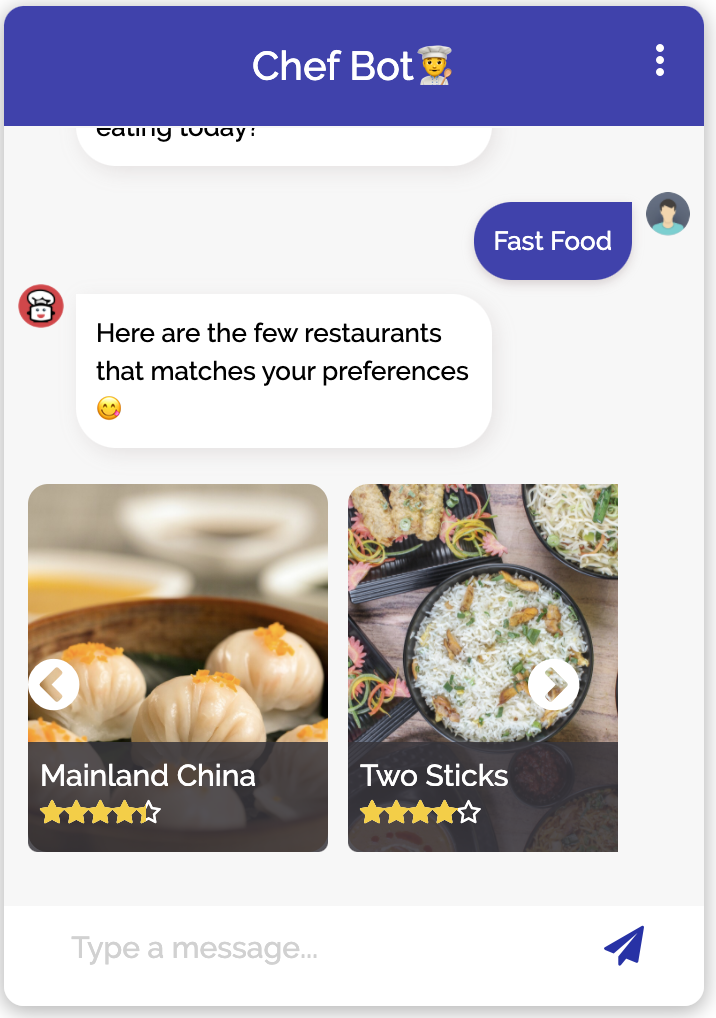 Chef Bot
eating today?
Fast Food
Here are the few restaurants
that matches your preferences
Mainland China
Two Sticks
Type a message...